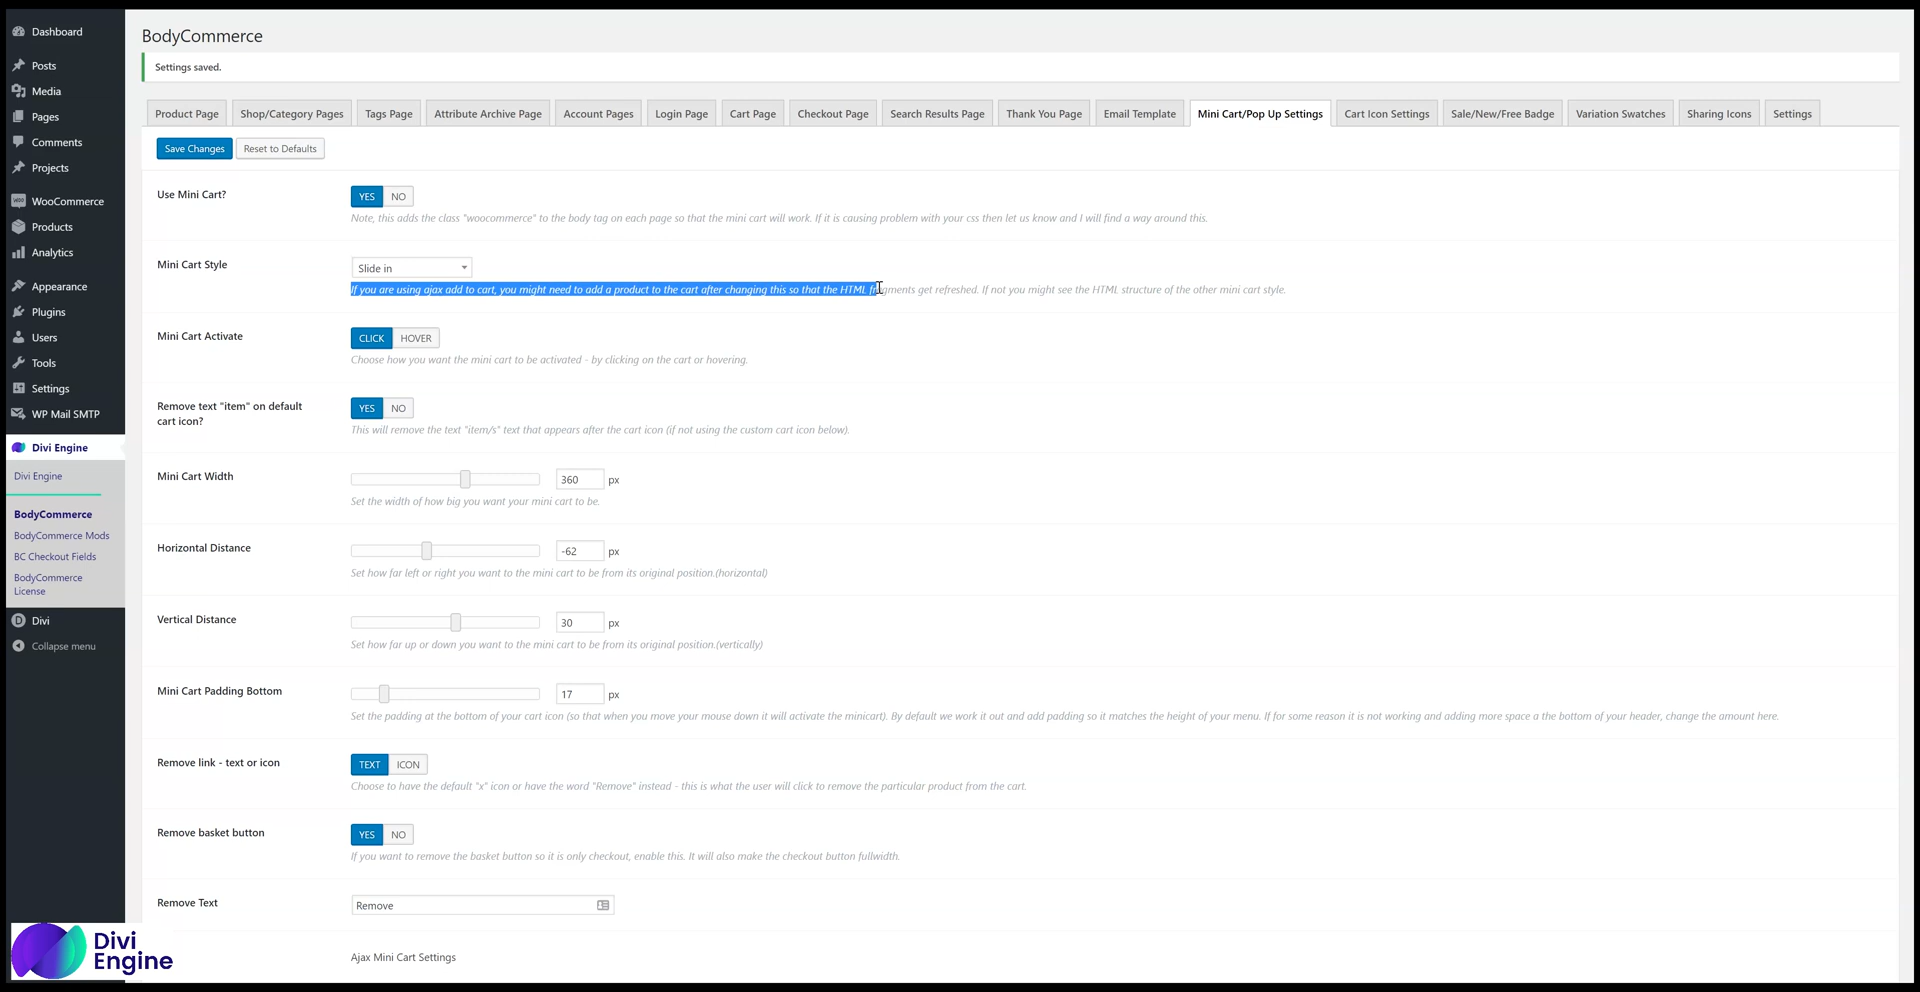 Dashboard
Posts
Media
Pages
Comments
Projects
WooCommerce
Products
Analytics
Appearance
Plugins
Users
Tools
Settings
WP Mail SMTP
Divi Engine
Divi Engine
BodyCommerce
BodyCommerce Mods
BC Checkout Fields
BodyCommerce
License
Divi
Collapse menu
Divi
Engine
BodyCommerce
Settings saved.
Product Page Shop/Category Pages Tags Page Attribute Archive Page Account Pages Login Page Cart Page Checkout Page Search Results Page Thank You Page Email Template Mini Cart/Pop Up Settings Cart Icon Settings Sale/New/Free Badge Variation Swatches Sharing Icons Settings
Save Changes Reset to Defaults
Use Mini Cart? YES NO
Note, this adds the class "woocommerce" to the body tag on each page so that the mini cart will work. If it is causing problem with your css then let us know and I will find a way around this.
Mini Cart Style Slide in
If you are using ajax add to cart, you might need to add a product to the cart after changing this so that the HTML fragments get refreshed. If not you might see the HTML structure of the other mini cart style.
Mini Cart Activate CLICK HOVER
Choose how you want the mini cart to be activated - by clicking on the cart or hovering.
Remove text "item" on default
cart icon? YES NO
This will remove the text "item/s" text that appears after the cart icon (if not using the custom cart icon below).
Mini Cart Width 360 px
Set the width of how big you want your mini cart to be.
Horizontal Distance -62 px
Set how far left or right you want to the mini cart to be from its original position.(horizontal)
Vertical Distance 30 px
Set how far up or down you want to the mini cart to be from its original position.(vertically)
Mini Cart Padding Bottom 17 px
Set the padding at the bottom of your cart icon (so that when you move your mouse down it will activate the minicart). By default we work it out and add padding so it matches the height of your menu. If for some reason it is not working and adding more space a the bottom of your header, change the amount here.
Remove link - text or icon TEXT ICON
Choose to have the default "x" icon or have the word "Remove" instead - this is what the user will click to remove the particular product from the cart.
Remove basket button YES NO
If you want to remove the basket button so it is only checkout, enable this. It will also make the checkout button fullwidth.
Remove Text Remove
Ajax Mini Cart Settings